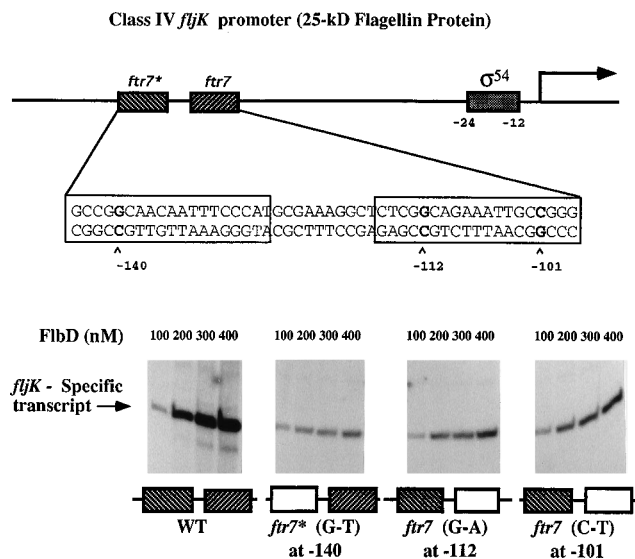 Class IV fljK promoter (25-kD Flagellin Protein)
ftr7* ftr7 σ54
-24 -12
GCCGGCAACAATTTCCCATGCGAAAGGCTCTCGGCAGAAATTGCCGGG
CGGCCGTTGTTAAAGGGTACGCTTTCCGAGAGCCGTCTTTAACGGCCC
^ ^ ^
-140 -112 -101
FlbD (nM) 100 200 300 400 100 200 300 400 100 200 300 400 100 200 300 400
fljK - Specific
transcript →
WT ftr7* (G-T) ftr7 (G-A) ftr7 (C-T)
at -140 at -112 at -101